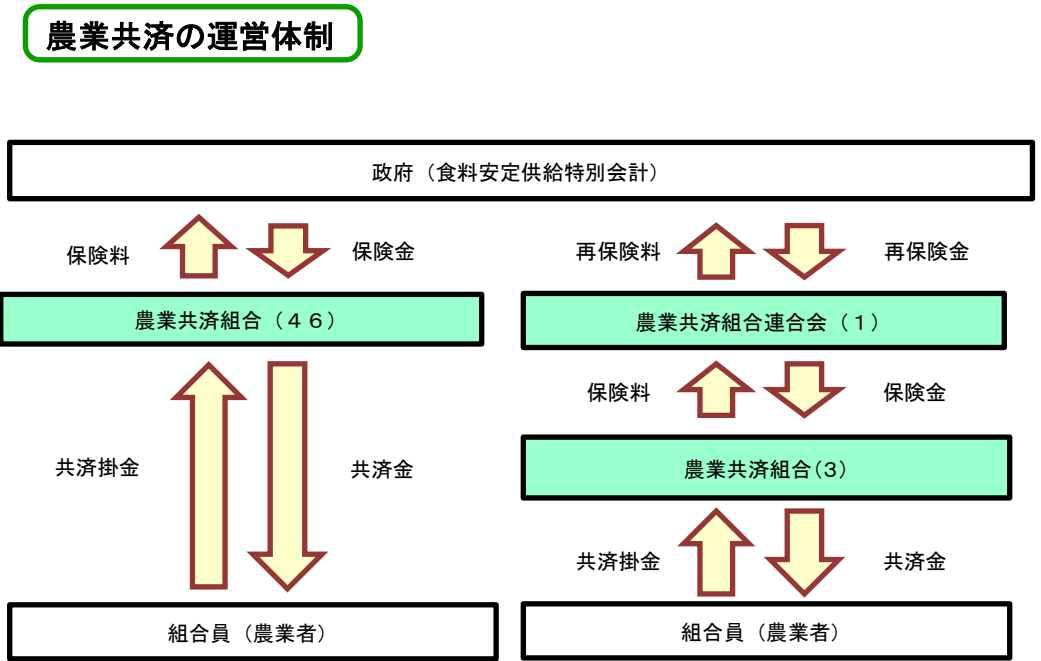 農業共済の運営体制
政府（食料安定供給特別会計）
保険料
保険金
再保険料
再保険金
農業共済組合（４６）
農業共済組合連合会（１）
保険料
保険金
共済掛金
共済金
農業共済組合(３)
共済掛金
共済金
組合員（農業者）
組合員（農業者）